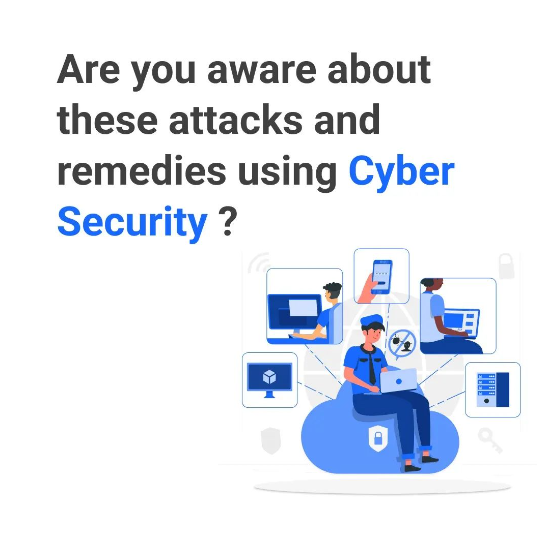 Are you aware about
these attacks and
remedies using Cyber
Security ?